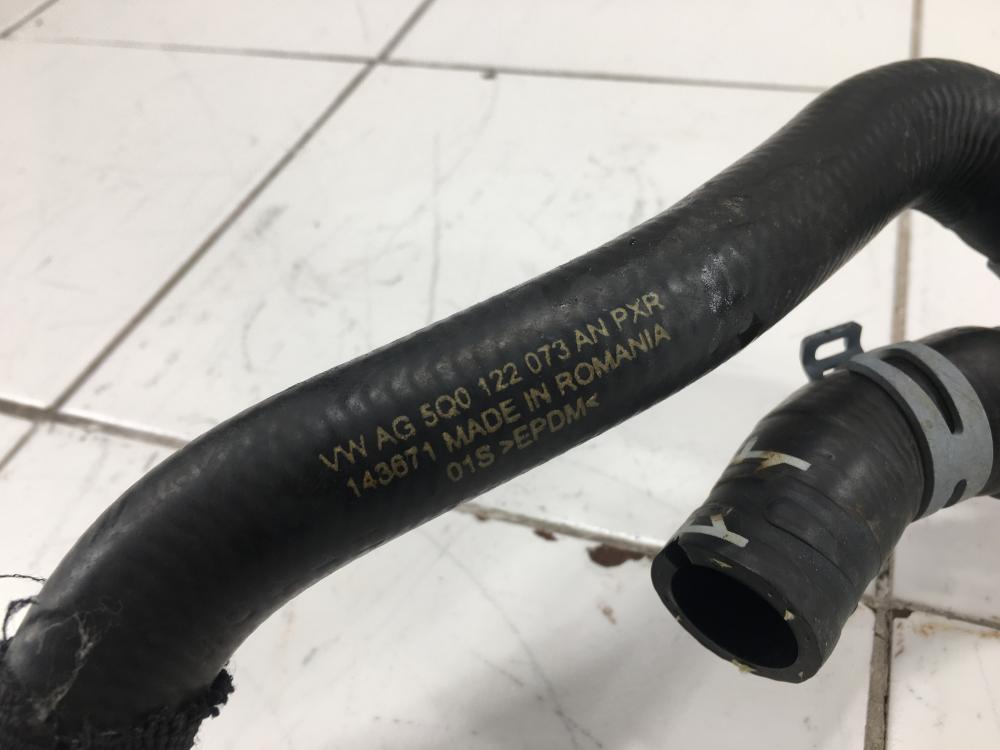 VW AG 5Q0 122 073 AN PXR
143671 MADE IN ROMANIA
01S >EPDM<